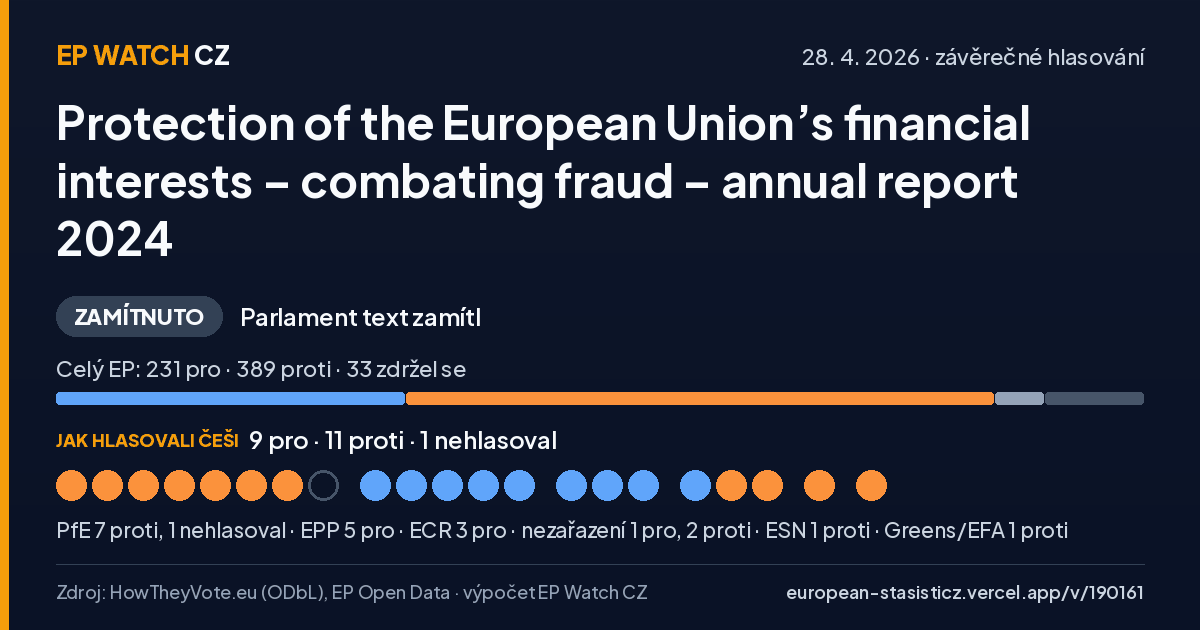 EP WATCH CZ
28. 4. 2026 · závěrečné hlasování
Protection of the European Union’s financial
interests – combating fraud – annual report
2024
ZAMÍTNUTO Parlament text zamítl
Celý EP: 231 pro · 389 proti · 33 zdržel se
JAK HLASOVALI ČEŠI 9 pro · 11 proti · 1 nehlasoval
PfE 7 proti, 1 nehlasoval · EPP 5 pro · ECR 3 pro · nezařazení 1 pro, 2 proti · ESN 1 proti · Greens/EFA 1 proti
Zdroj: HowTheyVote.eu (ODbL), EP Open Data · výpočet EP Watch CZ
european-stasisticz.vercel.app/v/190161